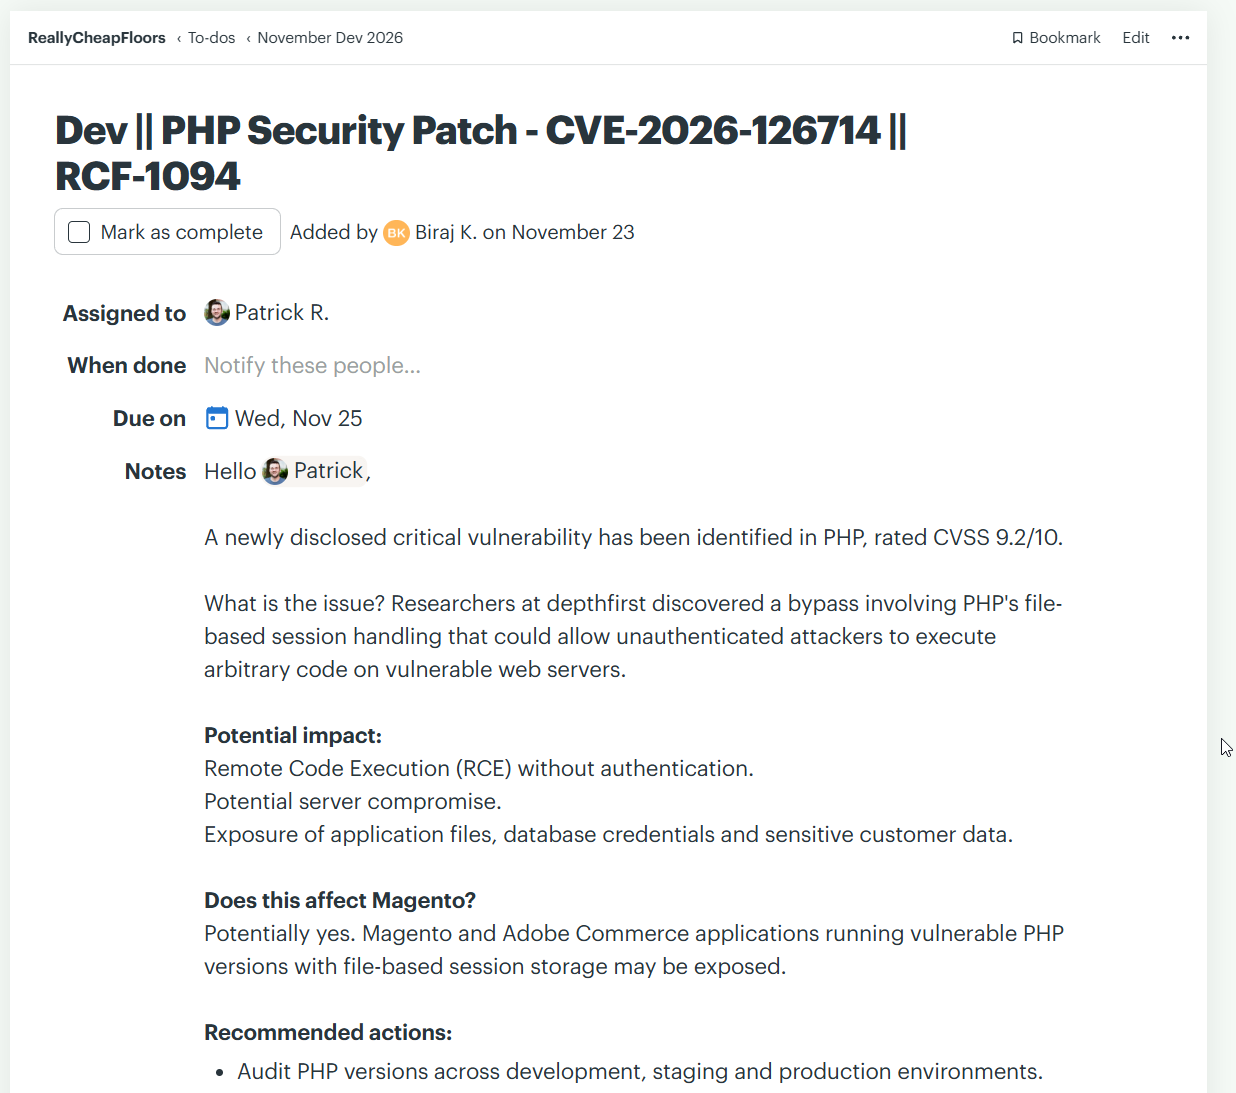 ReallyCheapFloors ‹ To-dos ‹ November Dev 2026
Bookmark Edit •••
Dev || PHP Security Patch - CVE-2026-126714 ||
RCF-1094
Mark as complete Added by BK Biraj K. on November 23
Assigned to Patrick R.
When done Notify these people...
Due on Wed, Nov 25
Notes Hello Patrick,
A newly disclosed critical vulnerability has been identified in PHP, rated CVSS 9.2/10.
What is the issue? Researchers at depthfirst discovered a bypass involving PHP's file-
based session handling that could allow unauthenticated attackers to execute
arbitrary code on vulnerable web servers.
Potential impact:
Remote Code Execution (RCE) without authentication.
Potential server compromise.
Exposure of application files, database credentials and sensitive customer data.
Does this affect Magento?
Potentially yes. Magento and Adobe Commerce applications running vulnerable PHP
versions with file-based session storage may be exposed.
Recommended actions:
• Audit PHP versions across development, staging and production environments.